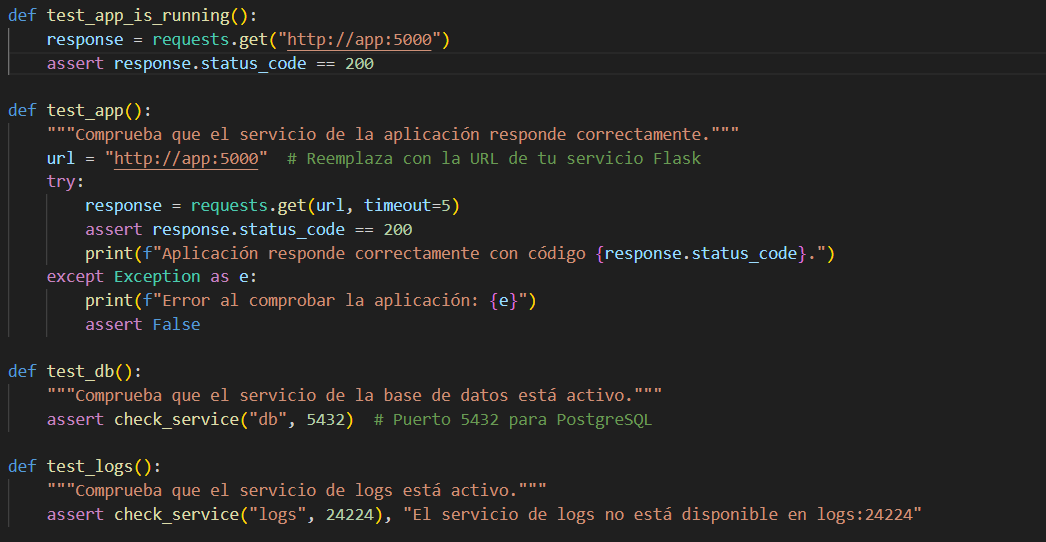 def test_app_is_running():
    response = requests.get("http://app:5000")
    assert response.status_code == 200

def test_app():
    """Comprueba que el servicio de la aplicación responde correctamente."""
    url = "http://app:5000"  # Reemplaza con la URL de tu servicio Flask
    try:
        response = requests.get(url, timeout=5)
        assert response.status_code == 200
        print(f"Aplicación responde correctamente con código {response.status_code}.")
    except Exception as e:
        print(f"Error al comprobar la aplicación: {e}")
        assert False

def test_db():
    """Comprueba que el servicio de la base de datos está activo."""
    assert check_service("db", 5432)  # Puerto 5432 para PostgreSQL

def test_logs():
    """Comprueba que el servicio de logs está activo."""
    assert check_service("logs", 24224), "El servicio de logs no está disponible en logs:24224"